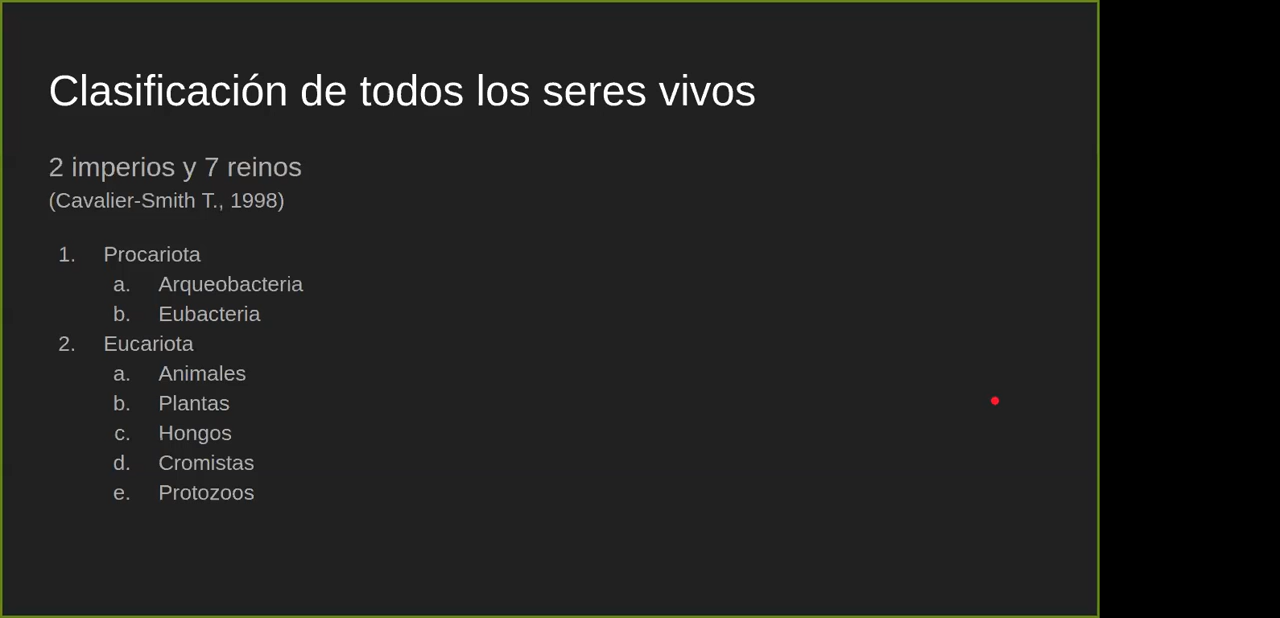 Clasificación de todos los seres vivos
2 imperios y 7 reinos
(Cavalier-Smith T., 1998)
1. Procariota
a. Arqueobacteria
b. Eubacteria
2. Eucariota
a. Animales
b. Plantas
c. Hongos
d. Cromistas
e. Protozoos